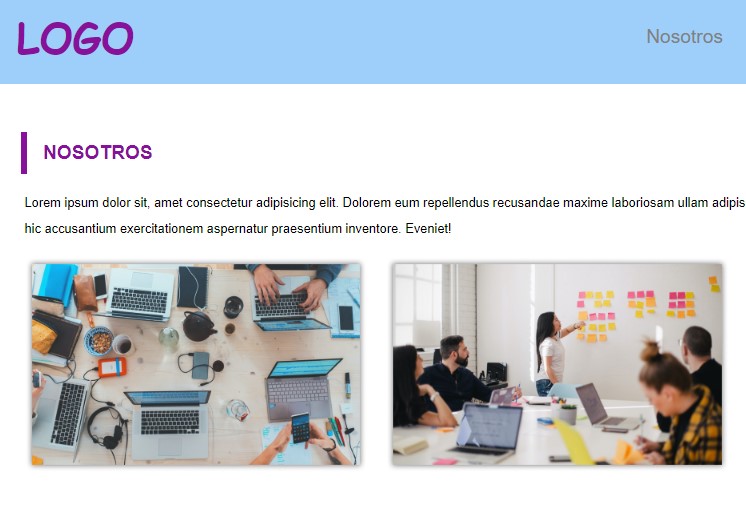 LOGO
Nosotros
NOSOTROS
Lorem ipsum dolor sit, amet consectetur adipisicing elit. Dolorem eum repellendus recusandae maxime laboriosam ullam adipis
hic accusantium exercitationem aspernatur praesentium inventore. Eveniet!